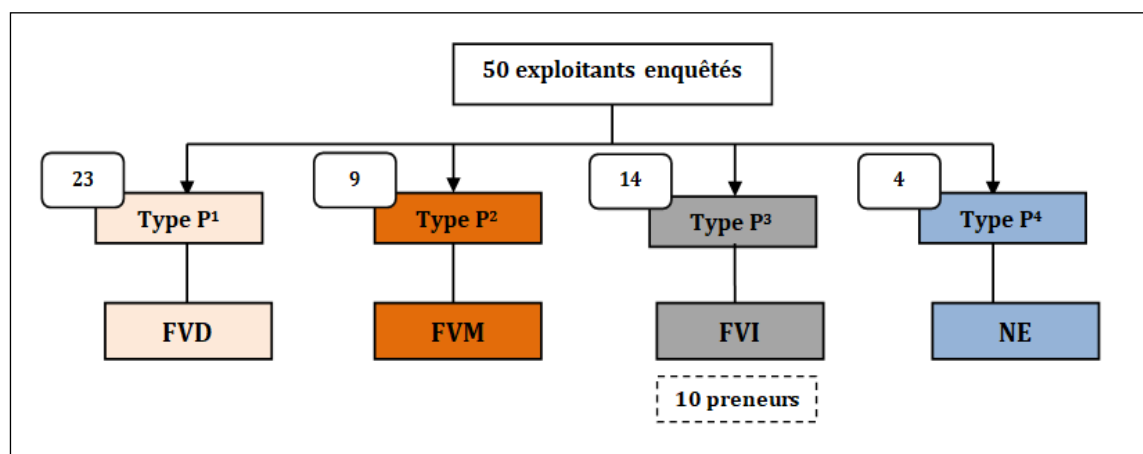 50 exploitants enquêtés
23
9
14
4
Type P¹
Type P²
Type P³
Type P⁴
FVD
FVM
FVI
NE
10 preneurs